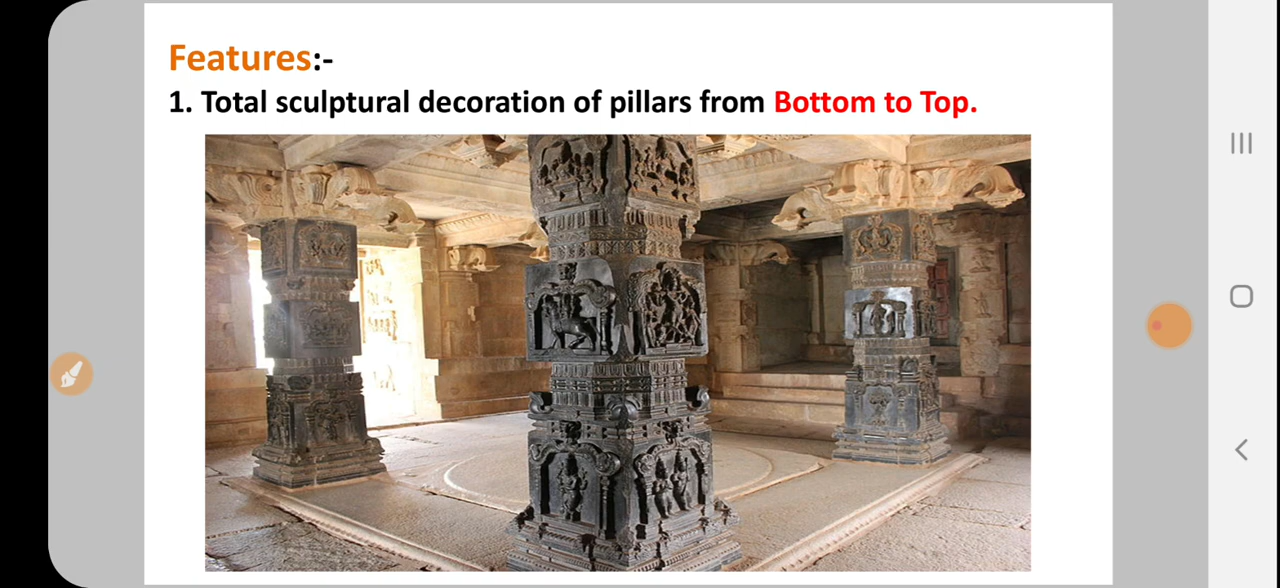 Features:-
1. Total sculptural decoration of pillars from Bottom to Top.